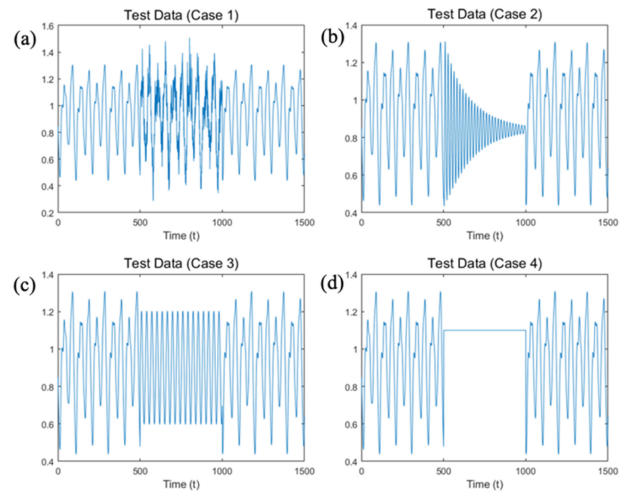 Test Data (Case 1)
(a)
1.6
1.4
1.2
1
0.8
0.6
0.4
0.2
0 500 1000 1500
Time (t)
Test Data (Case 2)
(b)
1.4
1.2
1
0.8
0.6
0.4
0 500 1000 1500
Time (t)
Test Data (Case 3)
(c)
1.4
1.2
1
0.8
0.6
0.4
0 500 1000 1500
Time (t)
Test Data (Case 4)
(d)
1.4
1.2
1
0.8
0.6
0.4
0 500 1000 1500
Time (t)